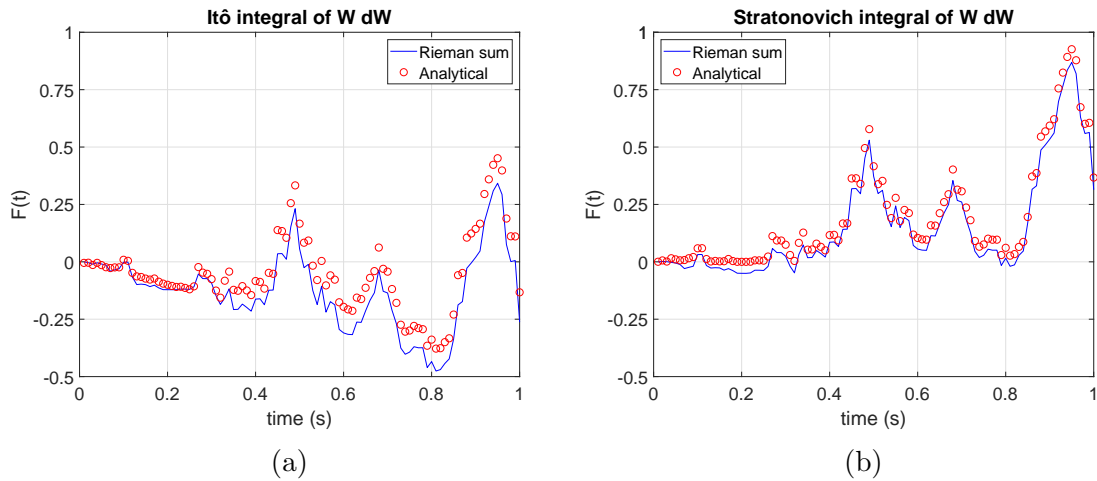 Itô integral of W dW
Rieman sum
Analytical
1
0.75
0.5
0.25
0
-0.25
-0.5
F(t)
0
0.2
0.4
0.6
0.8
1
time (s)
(a)
Stratonovich integral of W dW
Rieman sum
Analytical
1
0.75
0.5
0.25
0
-0.25
-0.5
F(t)
0
0.2
0.4
0.6
0.8
1
time (s)
(b)